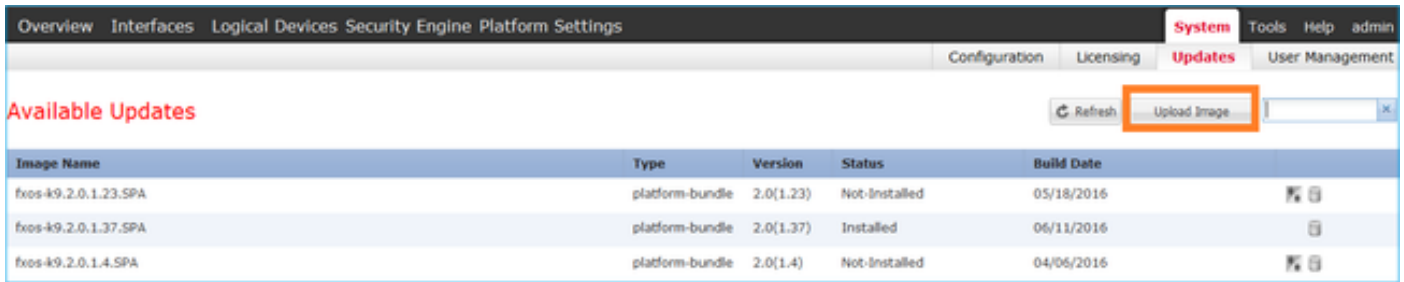 Overview Interfaces Logical Devices Security Engine Platform Settings System Tools Help admin
Configuration Licensing Updates User Management
Available Updates Refresh Upload Image
Image Name Type Version Status Build Date
fxos-k9.2.0.1.23.SPA platform-bundle 2.0(1.23) Not-Installed 05/18/2016
fxos-k9.2.0.1.37.SPA platform-bundle 2.0(1.37) Installed 06/11/2016
fxos-k9.2.0.1.4.SPA platform-bundle 2.0(1.4) Not-Installed 04/06/2016